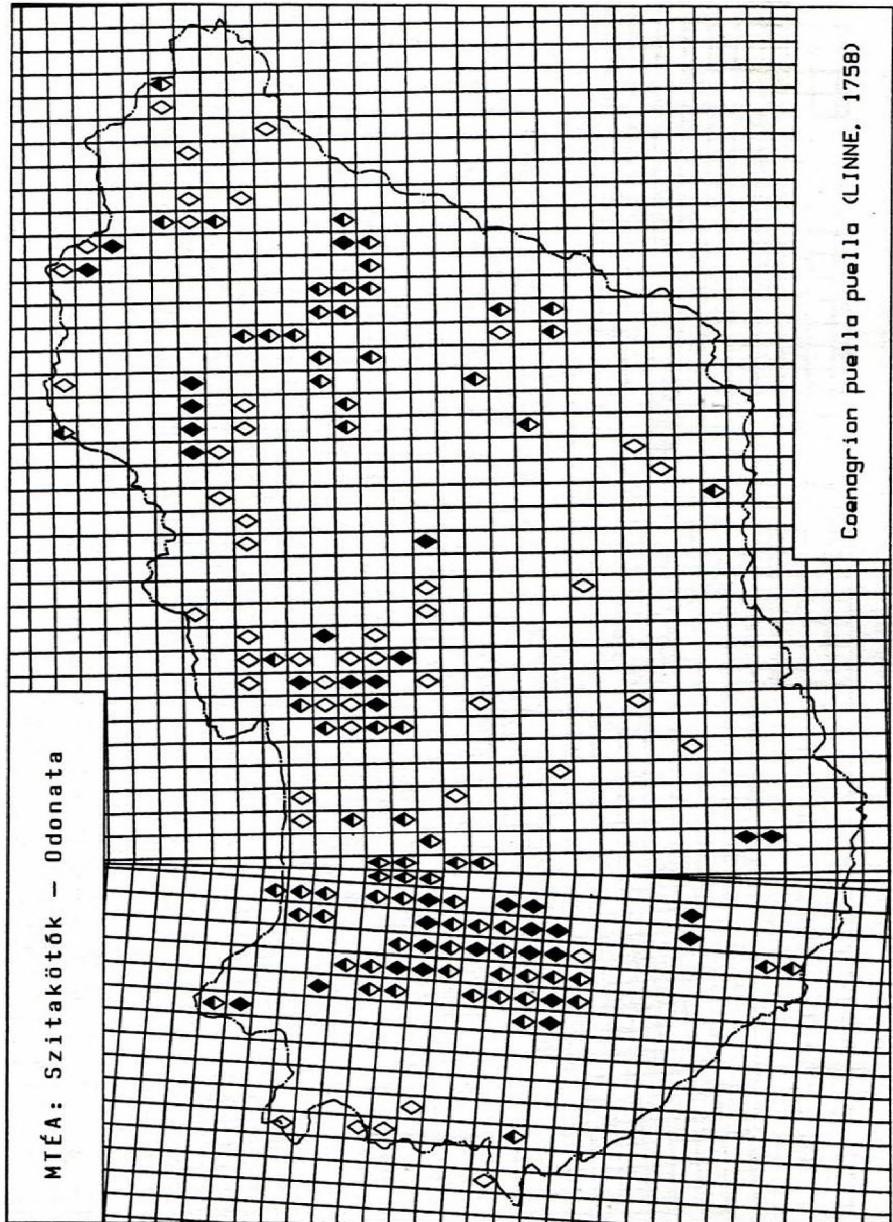 MTÉA: Szitakötők – Odonata
Coenagrion puella puella (LINNE, 1758)